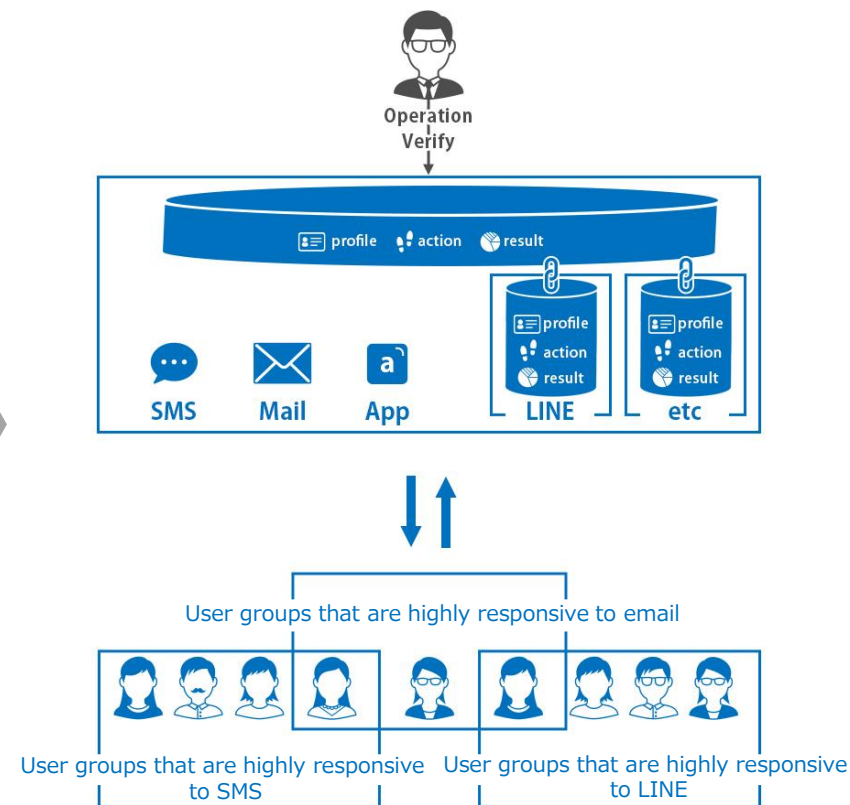 Operation
Verify
profile action result
profile
action
result
profile
action
result
a
SMS Mail App LINE etc
User groups that are highly responsive to email
User groups that are highly responsive
to SMS
User groups that are highly responsive
to LINE